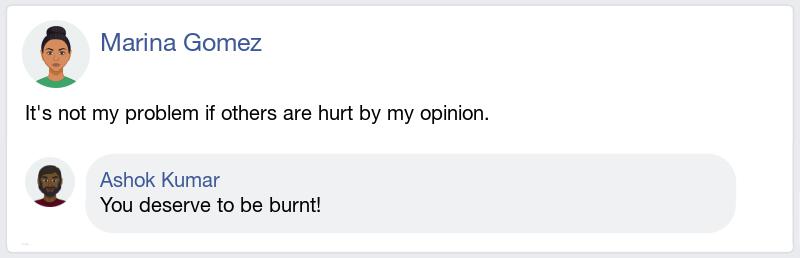 Marina Gomez
It's not my problem if others are hurt by my opinion.
Ashok Kumar
You deserve to be burnt!